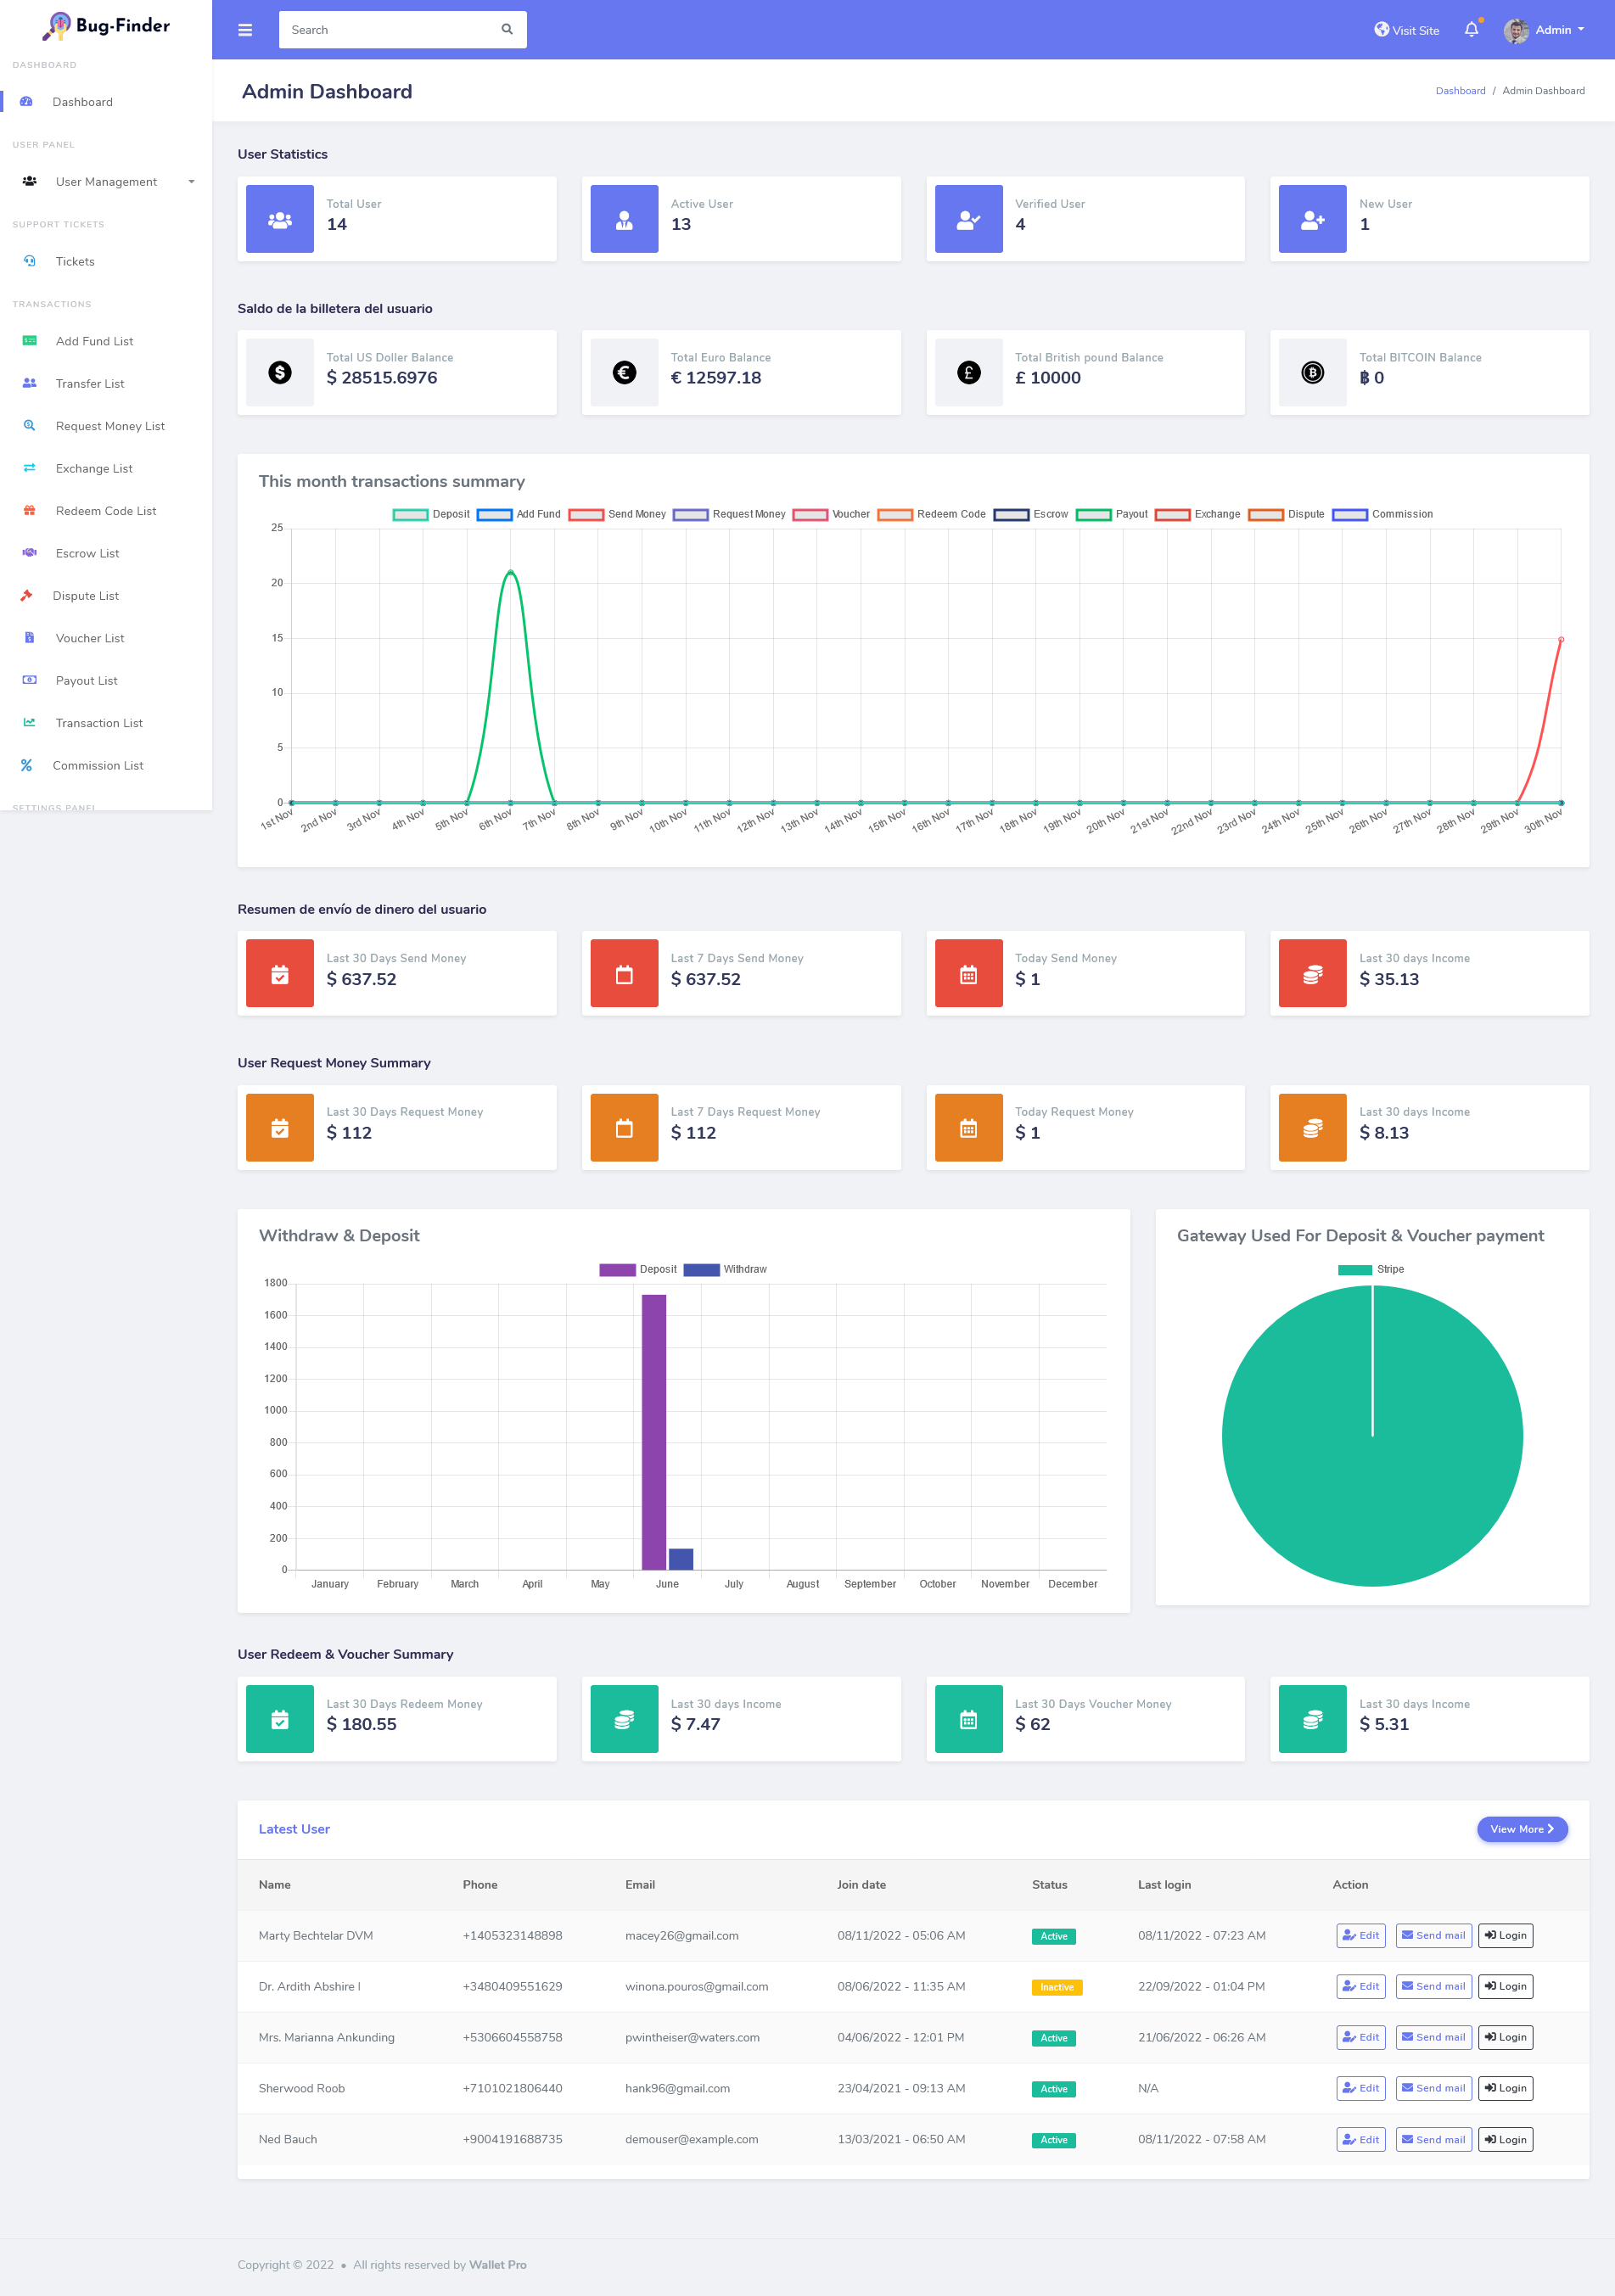 Bug-Finder
Search
Visit Site
Admin
DASHBOARD
Dashboard
USER PANEL
User Management
SUPPORT TICKETS
Tickets
TRANSACTIONS
Add Fund List
Transfer List
Request Money List
Exchange List
Redeem Code List
Escrow List
Dispute List
Voucher List
Payout List
Transaction List
Commission List
SETTINGS PANEL
Admin Dashboard
Dashboard / Admin Dashboard
User Statistics
Total User
14
Active User
13
Verified User
4
New User
1
Saldo de la billetera del usuario
Total US Doller Balance
$ 28515.6976
Total Euro Balance
€ 12597.18
Total British pound Balance
£ 10000
Total BITCOIN Balance
฿ 0
This month transactions summary
Deposit Add Fund Send Money Request Money Voucher Redeem Code Escrow Payout Exchange Dispute Commission
25
20
15
10
5
0
1st Nov 2nd Nov 3rd Nov 4th Nov 5th Nov 6th Nov 7th Nov 8th Nov 9th Nov 10th Nov 11th Nov 12th Nov 13th Nov 14th Nov 15th Nov 16th Nov 17th Nov 18th Nov 19th Nov 20th Nov 21st Nov 22nd Nov 23rd Nov 24th Nov 25th Nov 26th Nov 27th Nov 28th Nov 29th Nov 30th Nov
Resumen de envío de dinero del usuario
Last 30 Days Send Money
$ 637.52
Last 7 Days Send Money
$ 637.52
Today Send Money
$ 1
Last 30 days Income
$ 35.13
User Request Money Summary
Last 30 Days Request Money
$ 112
Last 7 Days Request Money
$ 112
Today Request Money
$ 1
Last 30 days Income
$ 8.13
Withdraw & Deposit
Deposit Withdraw
1800
1600
1400
1200
1000
800
600
400
200
0
January February March April May June July August September October November December
Gateway Used For Deposit & Voucher payment
Stripe
User Redeem & Voucher Summary
Last 30 Days Redeem Money
$ 180.55
Last 30 days Income
$ 7.47
Last 30 Days Voucher Money
$ 62
Last 30 days Income
$ 5.31
Latest User
View More
Name Phone Email Join date Status Last login Action
Marty Bechtelar DVM +1405323148898 macey26@gmail.com 08/11/2022 - 05:06 AM Active 08/11/2022 - 07:23 AM Edit Send mail Login
Dr. Ardith Abshire I +3480409551629 winona.pouros@gmail.com 08/06/2022 - 11:35 AM Inactive 22/09/2022 - 01:04 PM Edit Send mail Login
Mrs. Marianna Ankunding +5306604558758 pwintheiser@waters.com 04/06/2022 - 12:01 PM Active 21/06/2022 - 06:26 AM Edit Send mail Login
Sherwood Roob +7101021806440 hank96@gmail.com 23/04/2021 - 09:13 AM Active N/A Edit Send mail Login
Ned Bauch +9004191688735 demouser@example.com 13/03/2021 - 06:50 AM Active 08/11/2022 - 07:58 AM Edit Send mail Login
Copyright © 2022 • All rights reserved by Wallet Pro